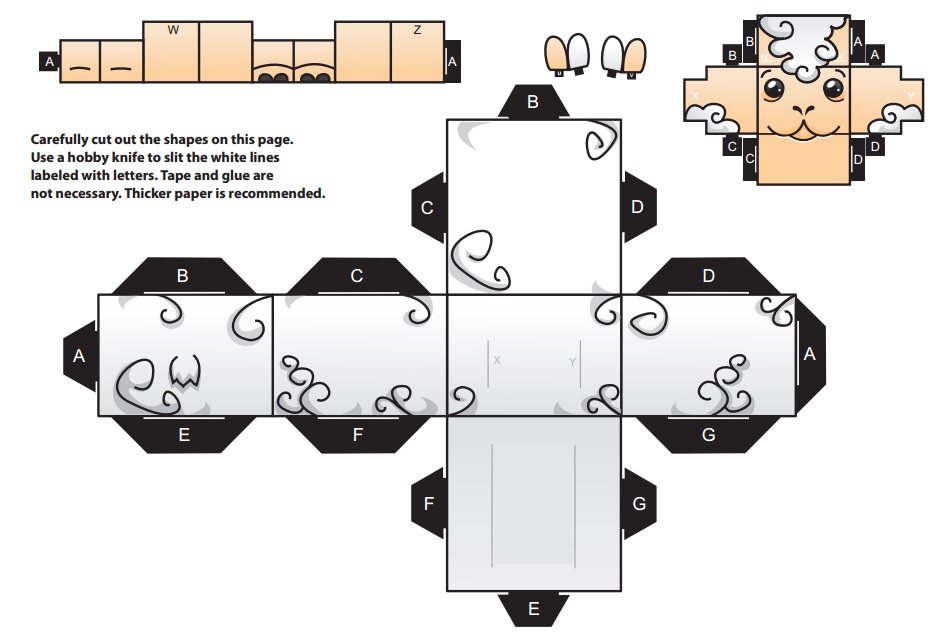 W
Z
A
A
B
A
B
A
X
Y
C
D
C
D
B
Carefully cut out the shapes on this page.
Use a hobby knife to slit the white lines
labeled with letters. Tape and glue are
not necessary. Thicker paper is recommended.
C
D
B
C
D
A
X
Y
A
E
F
G
F
G
E